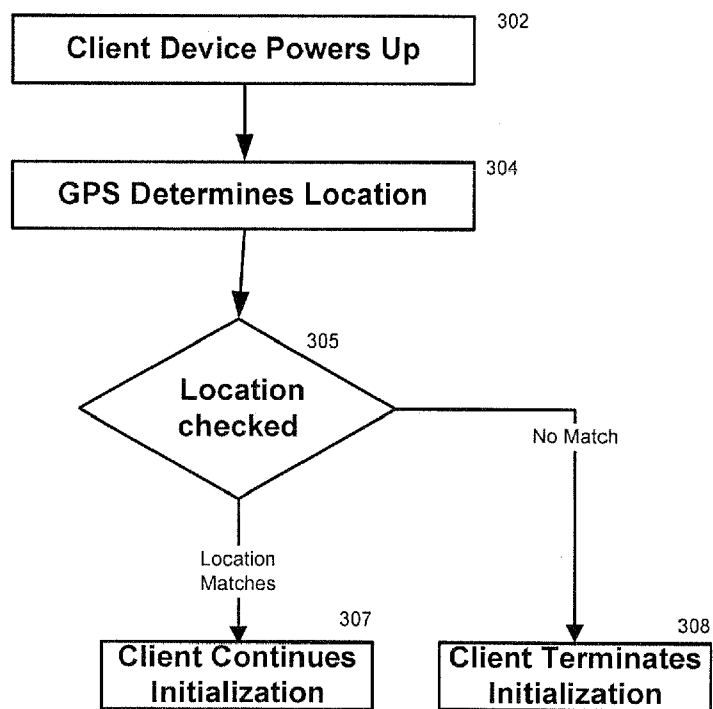 302
Client Device Powers Up
304
GPS Determines Location
305
Location
checked
No Match
Location
Matches
307
Client Continues
Initialization
308
Client Terminates
Initialization